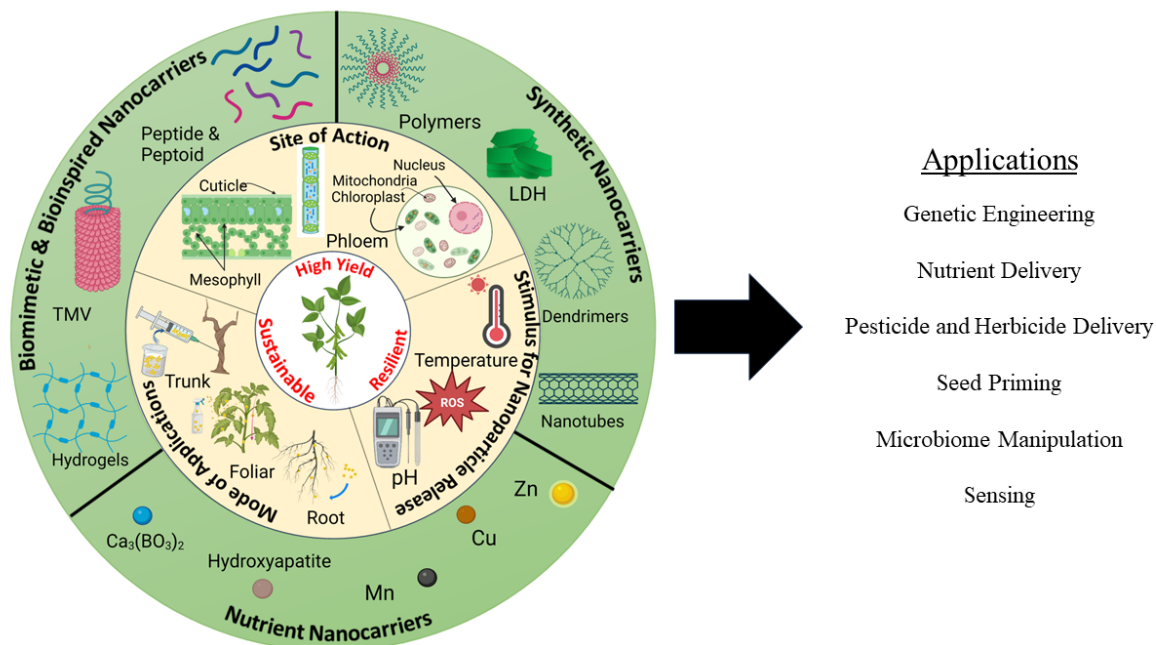 Biomimetic & Bioinspired Nanocarriers
Peptide &
Peptoid
TMV
Hydrogels
Synthetic Nanocarriers
Polymers
LDH
Dendrimers
Nanotubes
Nutrient Nanocarriers
Ca₃(BO₃)₂
Hydroxyapatite
Mn
Cu
Zn
Site of Action
Cuticle
Mesophyll
Phloem
Nucleus
Mitochondria
Chloroplast
Stimulus for Nanoparticle Release
Temperature
ROS
pH
Mode of Applications
Trunk
Foliar
Root
High Yield
Sustainable
Resilient
Applications
Genetic Engineering
Nutrient Delivery
Pesticide and Herbicide Delivery
Seed Priming
Microbiome Manipulation
Sensing